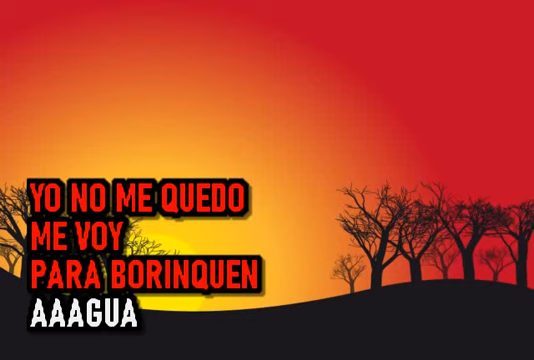 YO NO ME QUEDO
ME VOY
PARA BORINQUEN
AAAGUA